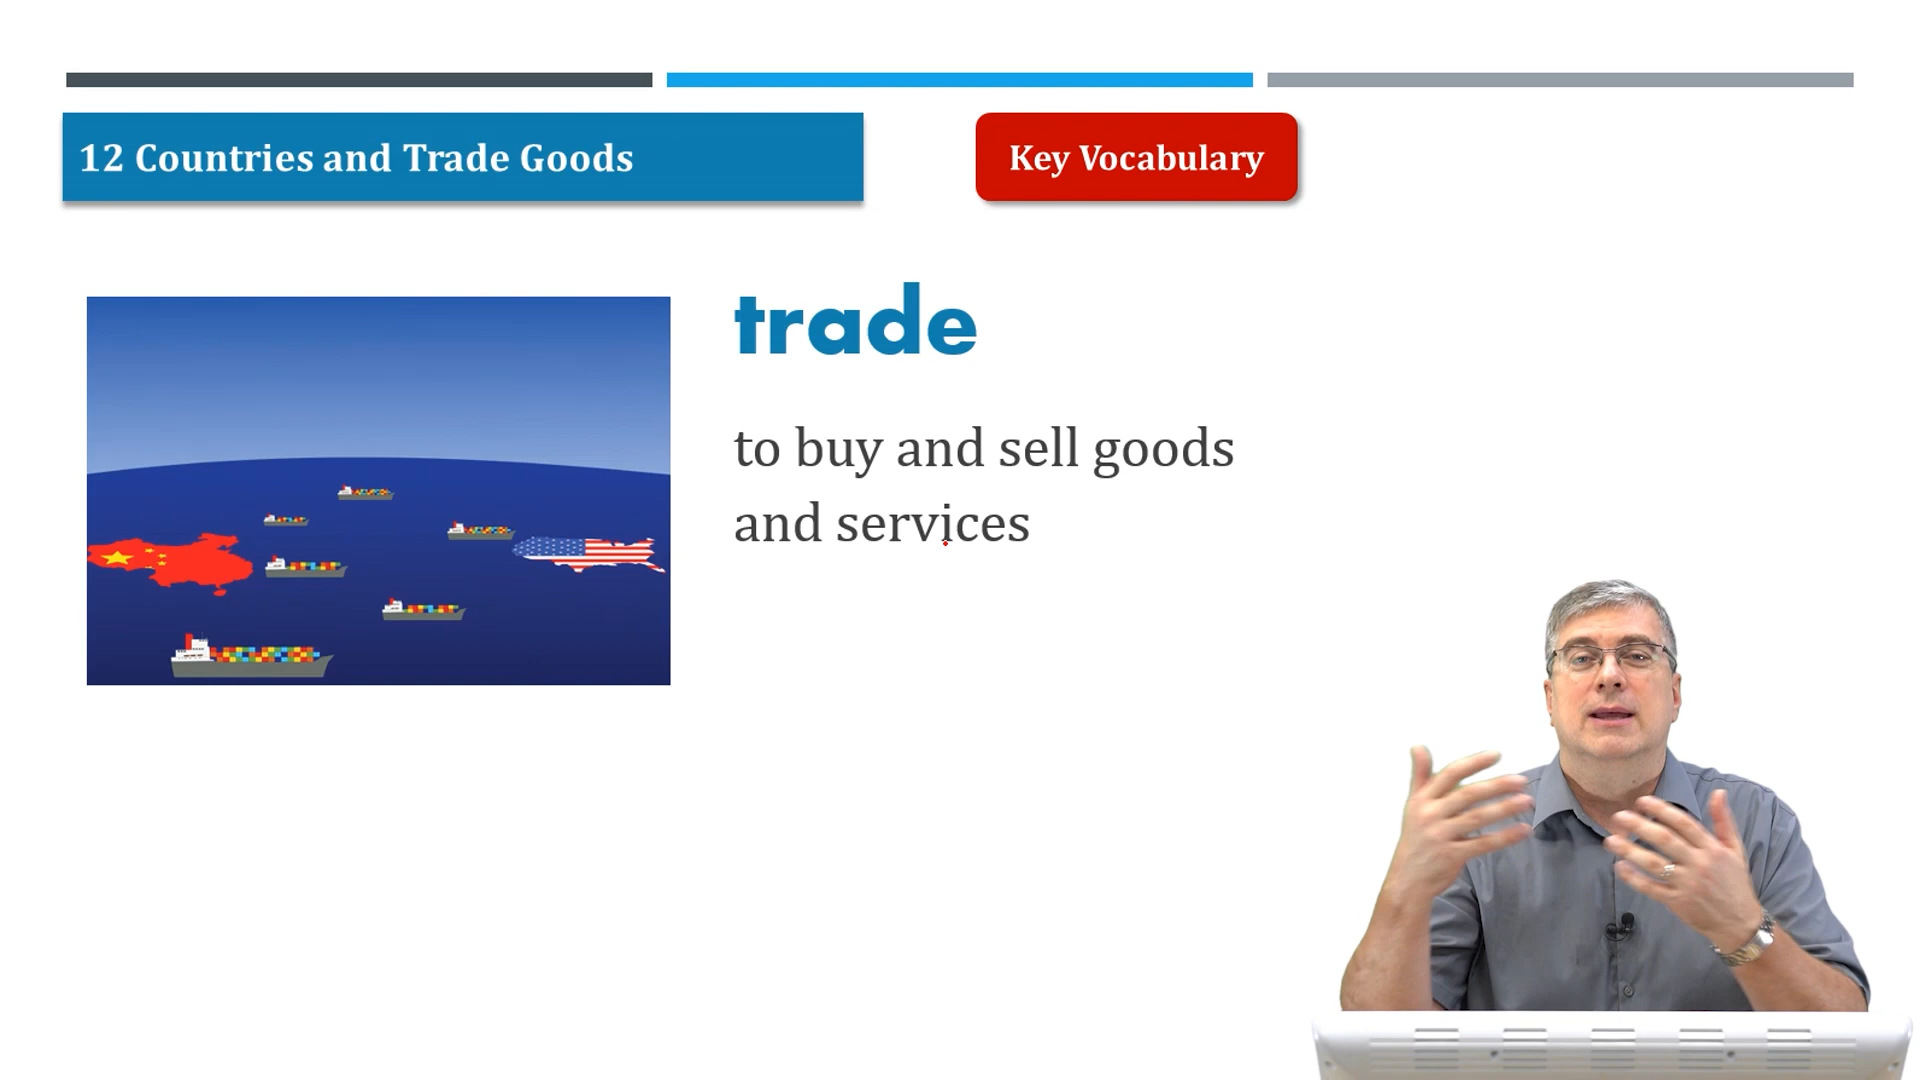 12 Countries and Trade Goods
Key Vocabulary
trade
to buy and sell goods
and services